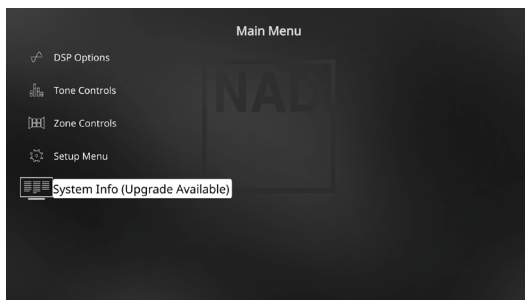 Main Menu
DSP Options
NAD
Tone Controls
Zone Controls
Setup Menu
System Info (Upgrade Available)